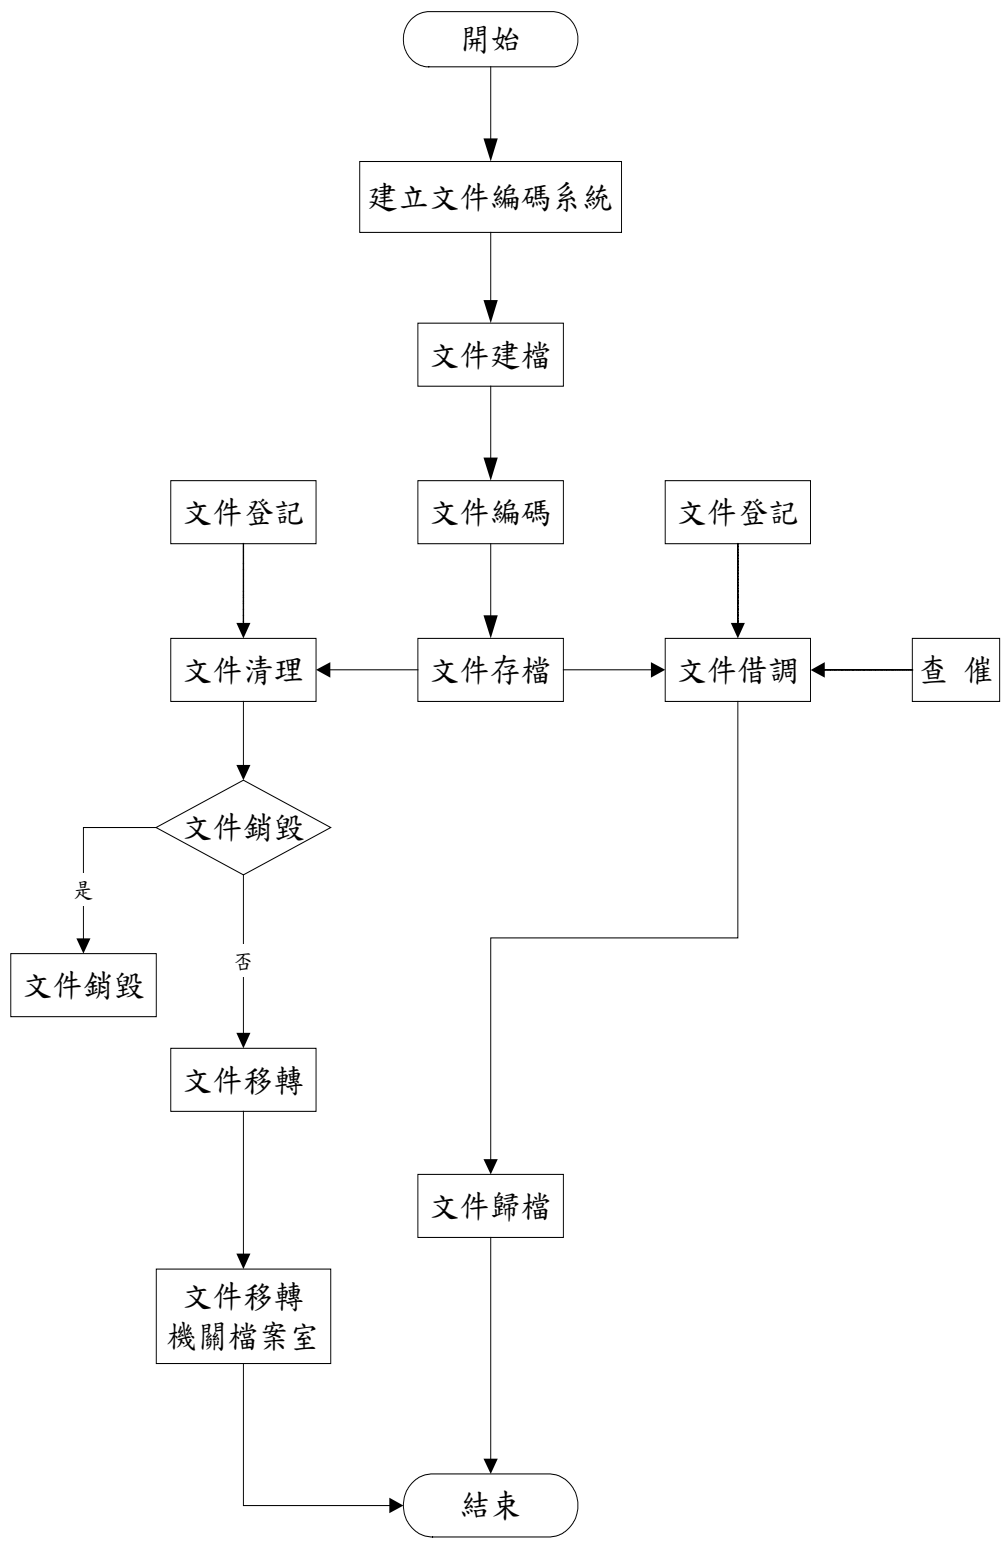 開始
建立文件編碼系統
文件建檔
文件登記
文件編碼
文件登記
文件清理
文件存檔
文件借調
查 催
文件銷毀
是
否
文件銷毀
文件移轉
文件歸檔
文件移轉
機關檔案室
結束